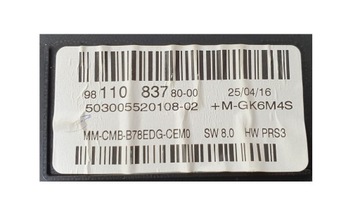 98 110 837 80-00 25/04/16
503005520108-02 +M-GK6M4S
MM-CMB-B78EDG-CEM0 SW 8.0 HW PRS3